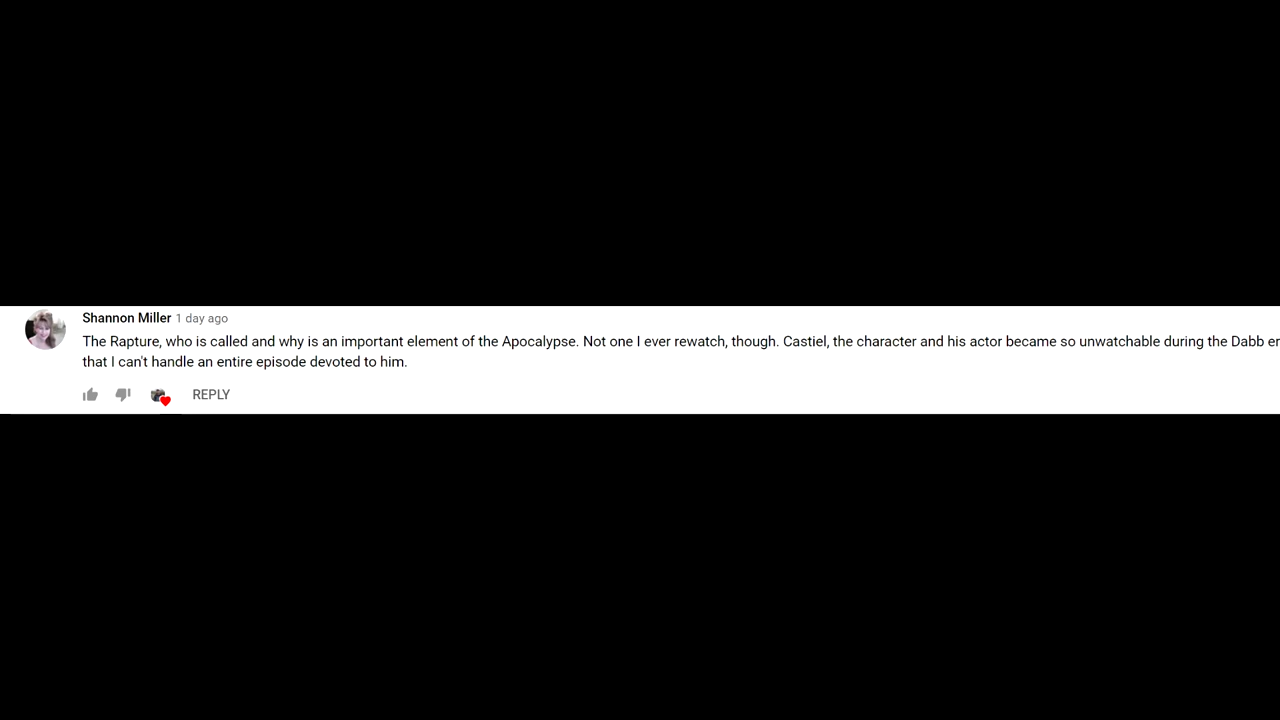 Shannon Miller 1 day ago
The Rapture, who is called and why is an important element of the Apocalypse. Not one I ever rewatch, though. Castiel, the character and his actor became so unwatchable during the Dabb er
that I can't handle an entire episode devoted to him.
REPLY